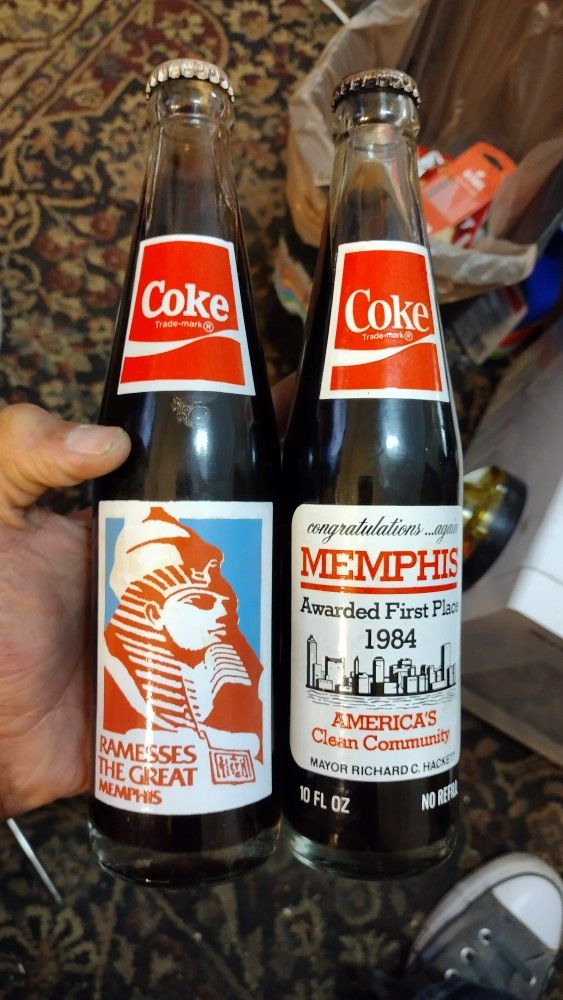 Coke
Trade-mark®
RAMESSES
THE GREAT
MEMPHIS
Coke
Trade-mark®
congratulations...again
MEMPHIS
Awarded First Place
1984
AMERICA'S
Clean Community
MAYOR RICHARD C. HACKETT
10 FL OZ
NO REFILL